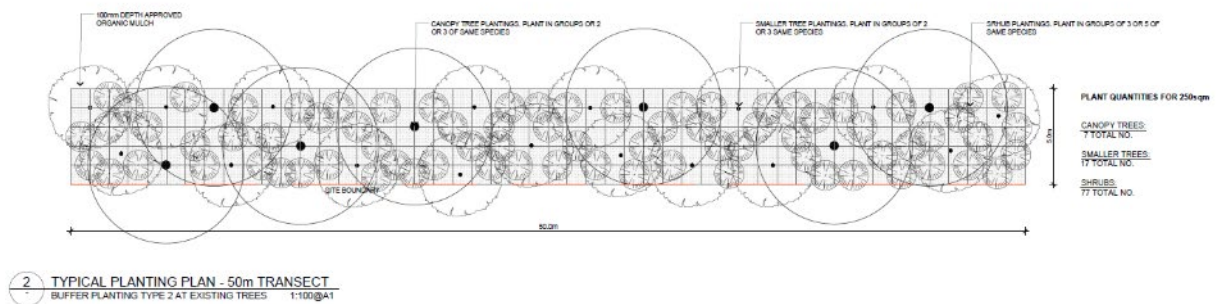 100mm DEPTH APPROVED
ORGANIC MULCH
CANOPY TREE PLANTINGS. PLANT IN GROUPS OR 2
OR 3 OF SAME SPECIES
SMALLER TREE PLANTINGS. PLANT IN GROUPS OF 2
OR 3 SAME SPECIES
SRHUB PLANTINGS. PLANT IN GROUPS OF 3 OR 5 OF
SAME SPECIES
PLANT QUANTITIES FOR 250sqm
CANOPY TREES:
7 TOTAL NO.
SMALLER TREES:
17 TOTAL NO.
SHRUBS:
77 TOTAL NO.
5.0m
SITE BOUNDARY
50.0m
2
TYPICAL PLANTING PLAN - 50m TRANSECT
BUFFER PLANTING TYPE 2 AT EXISTING TREES 1:100@A1